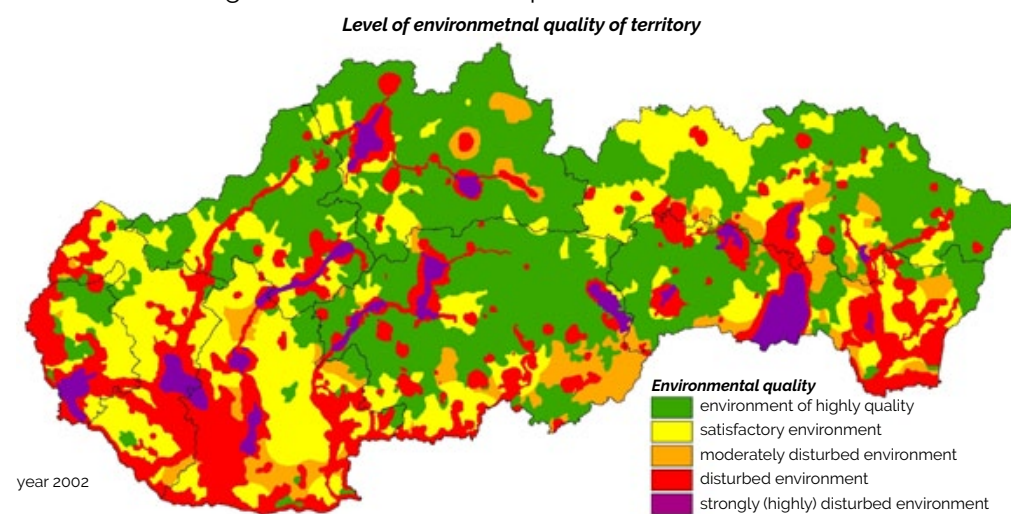 Level of environmetnal quality of territory
Environmental quality
environment of highly quality
satisfactory environment
moderately disturbed environment
disturbed environment
strongly (highly) disturbed environment
year 2002